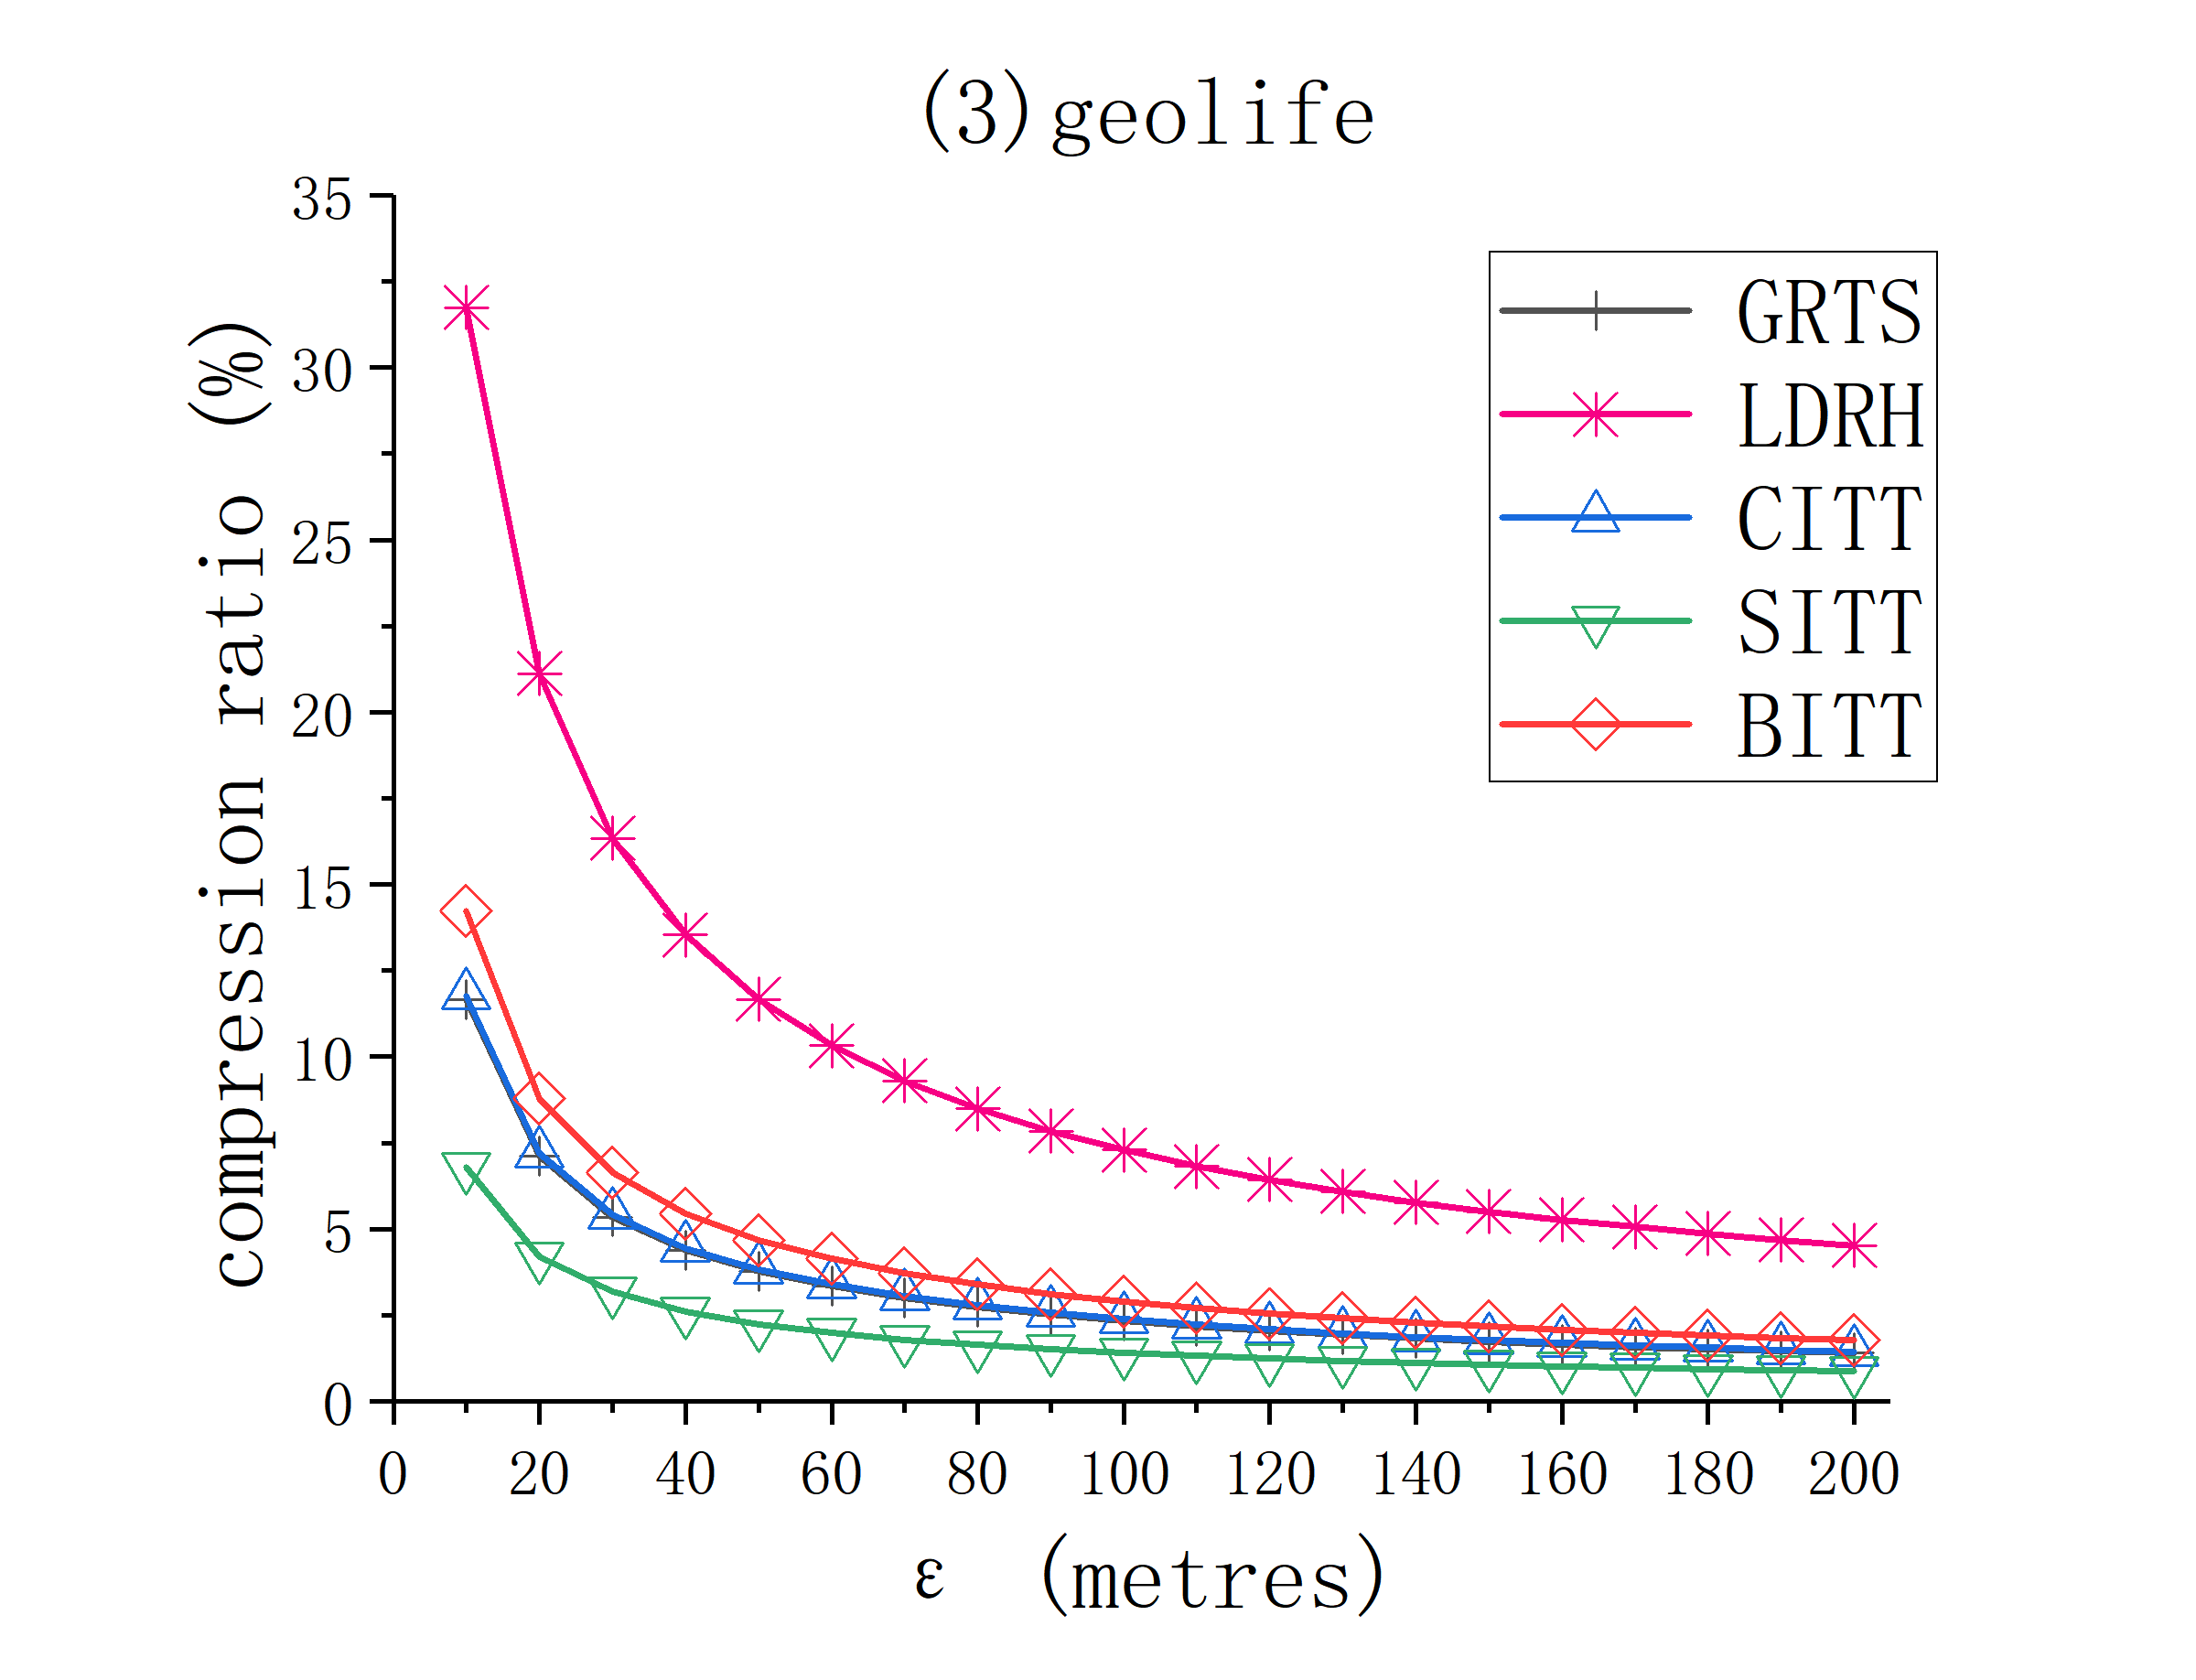 (3)geolife
35
30
25
20
15
10
5
0
compression ratio (%)
GRTS
LDRH
CITT
SITT
BITT
0 20 40 60 80 100 120 140 160 180 200
ε (metres)